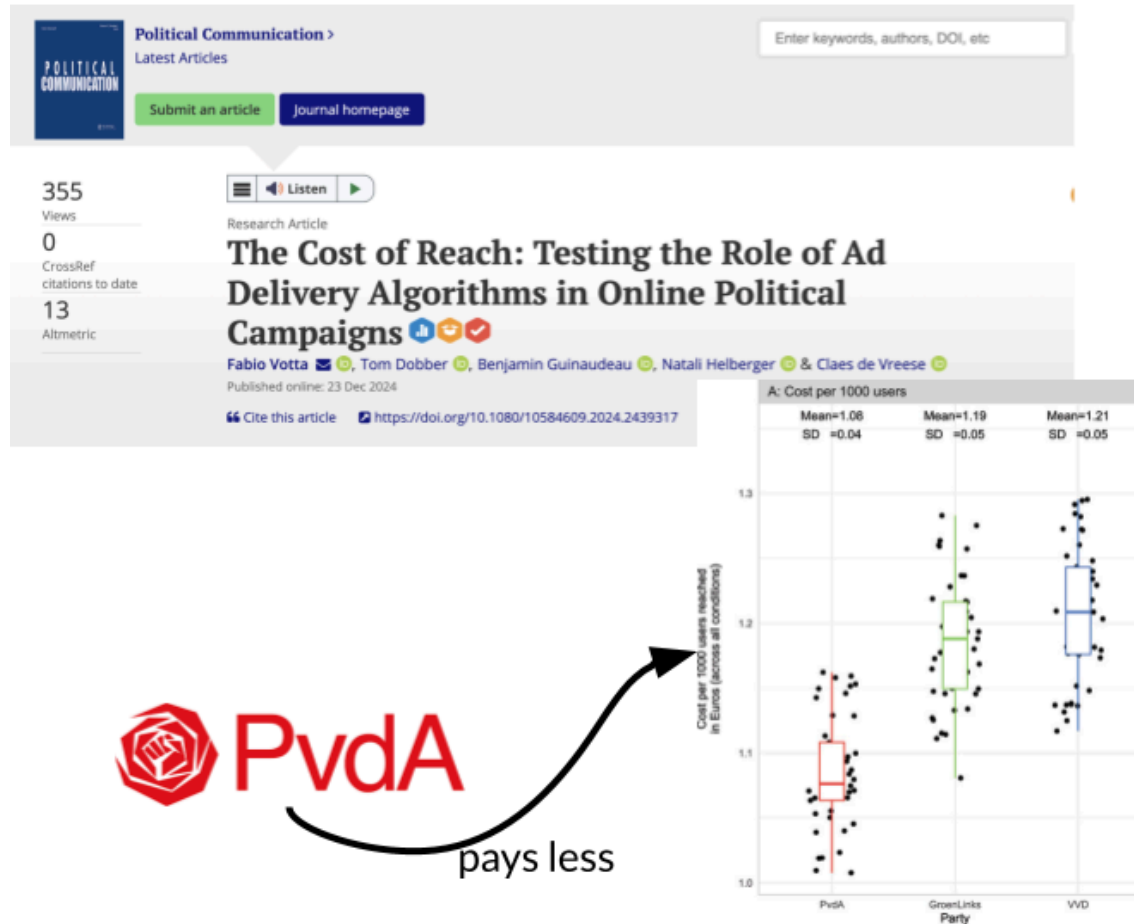 Political Communication >
Latest Articles
Enter keywords, authors, DOI, etc
POLITICAL
COMMUNICATION
Submit an article
Journal homepage
355
Views
0
CrossRef
citations to date
13
Altmetric
Listen
Research Article
The Cost of Reach: Testing the Role of Ad
Delivery Algorithms in Online Political
Campaigns
Fabio Votta, Tom Dobber, Benjamin Guinaudeau, Natali Helberger & Claes de Vreese
Published online: 23 Dec 2024
Cite this article https://doi.org/10.1080/10584609.2024.2439317
A: Cost per 1000 users
Mean=1.08 Mean=1.19 Mean=1.21
SD =0.04 SD =0.05 SD =0.05
1.3
1.2
1.1
1.0
Cost per 1000 users reached
in Euros (across all conditions)
PvdA GroenLinks VVD
Party
PvdA
pays less